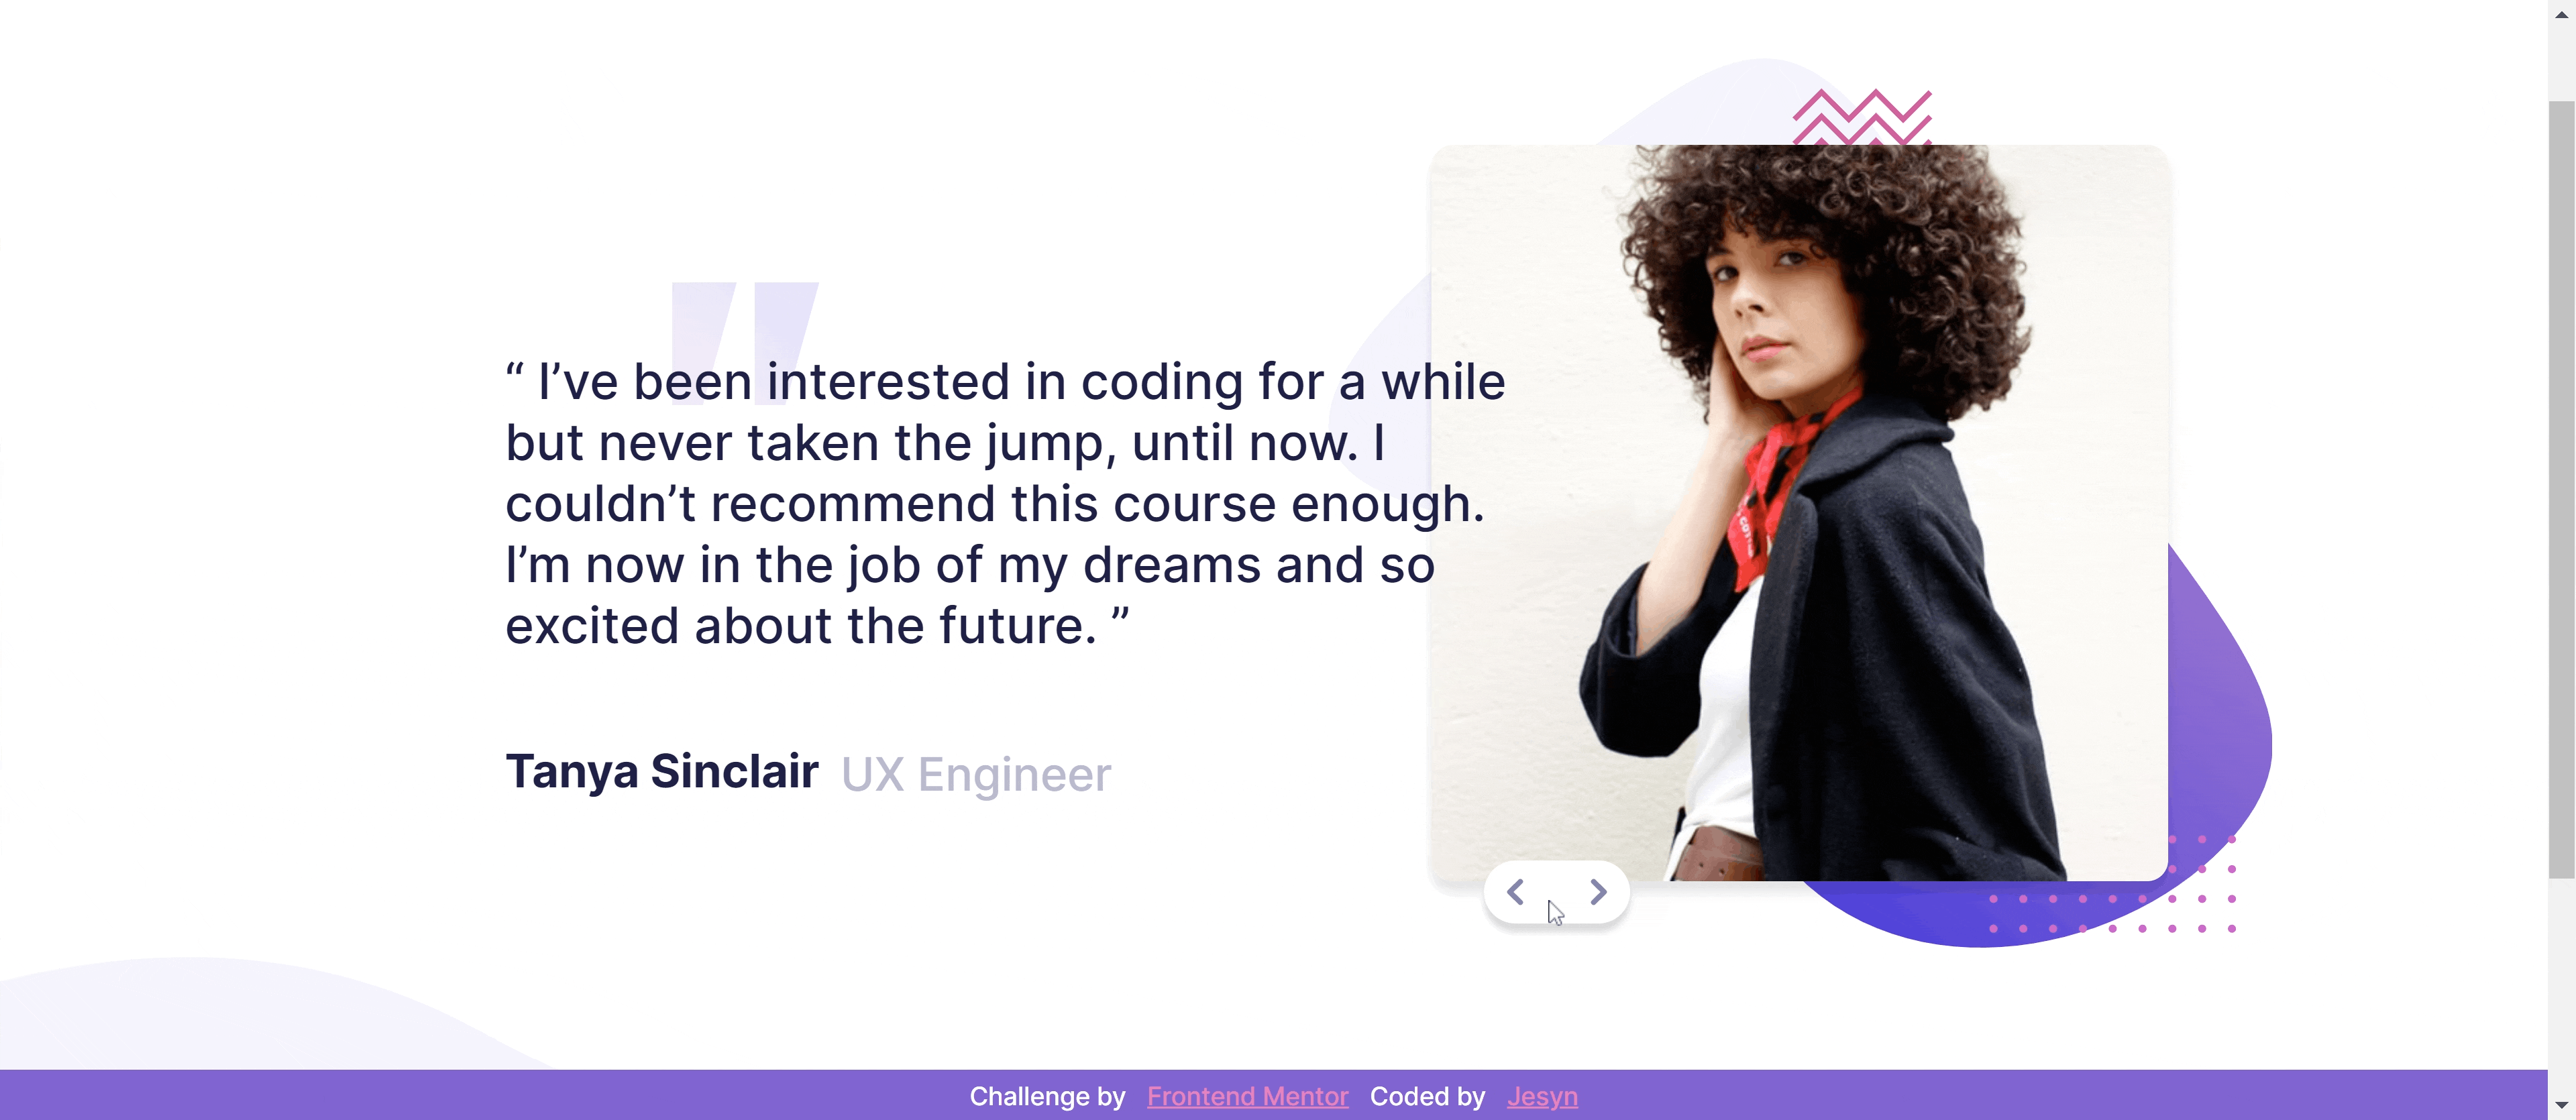 “ I’ve been interested in coding for a while
but never taken the jump, until now. I
couldn’t recommend this course enough.
I’m now in the job of my dreams and so
excited about the future. ”
Tanya Sinclair UX Engineer
Challenge by Frontend Mentor Coded by Jesyn